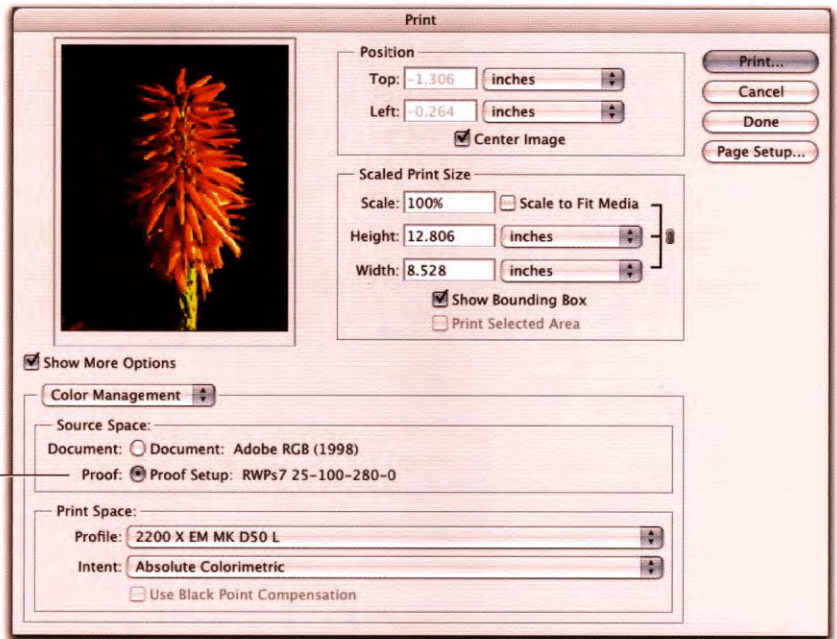 Print
Position
Top: -1.306 inches
Left: -0.264 inches
Center Image
Print...
Cancel
Done
Page Setup...
Scaled Print Size
Scale: 100% Scale to Fit Media
Height: 12.806 inches
Width: 8.528 inches
Show Bounding Box
Print Selected Area
Show More Options
Color Management
Source Space:
Document: Document: Adobe RGB (1998)
Proof: Proof Setup: RWPs7 25-100-280-0
Print Space:
Profile: 2200 X EM MK D50 L
Intent: Absolute Colorimetric
Use Black Point Compensation